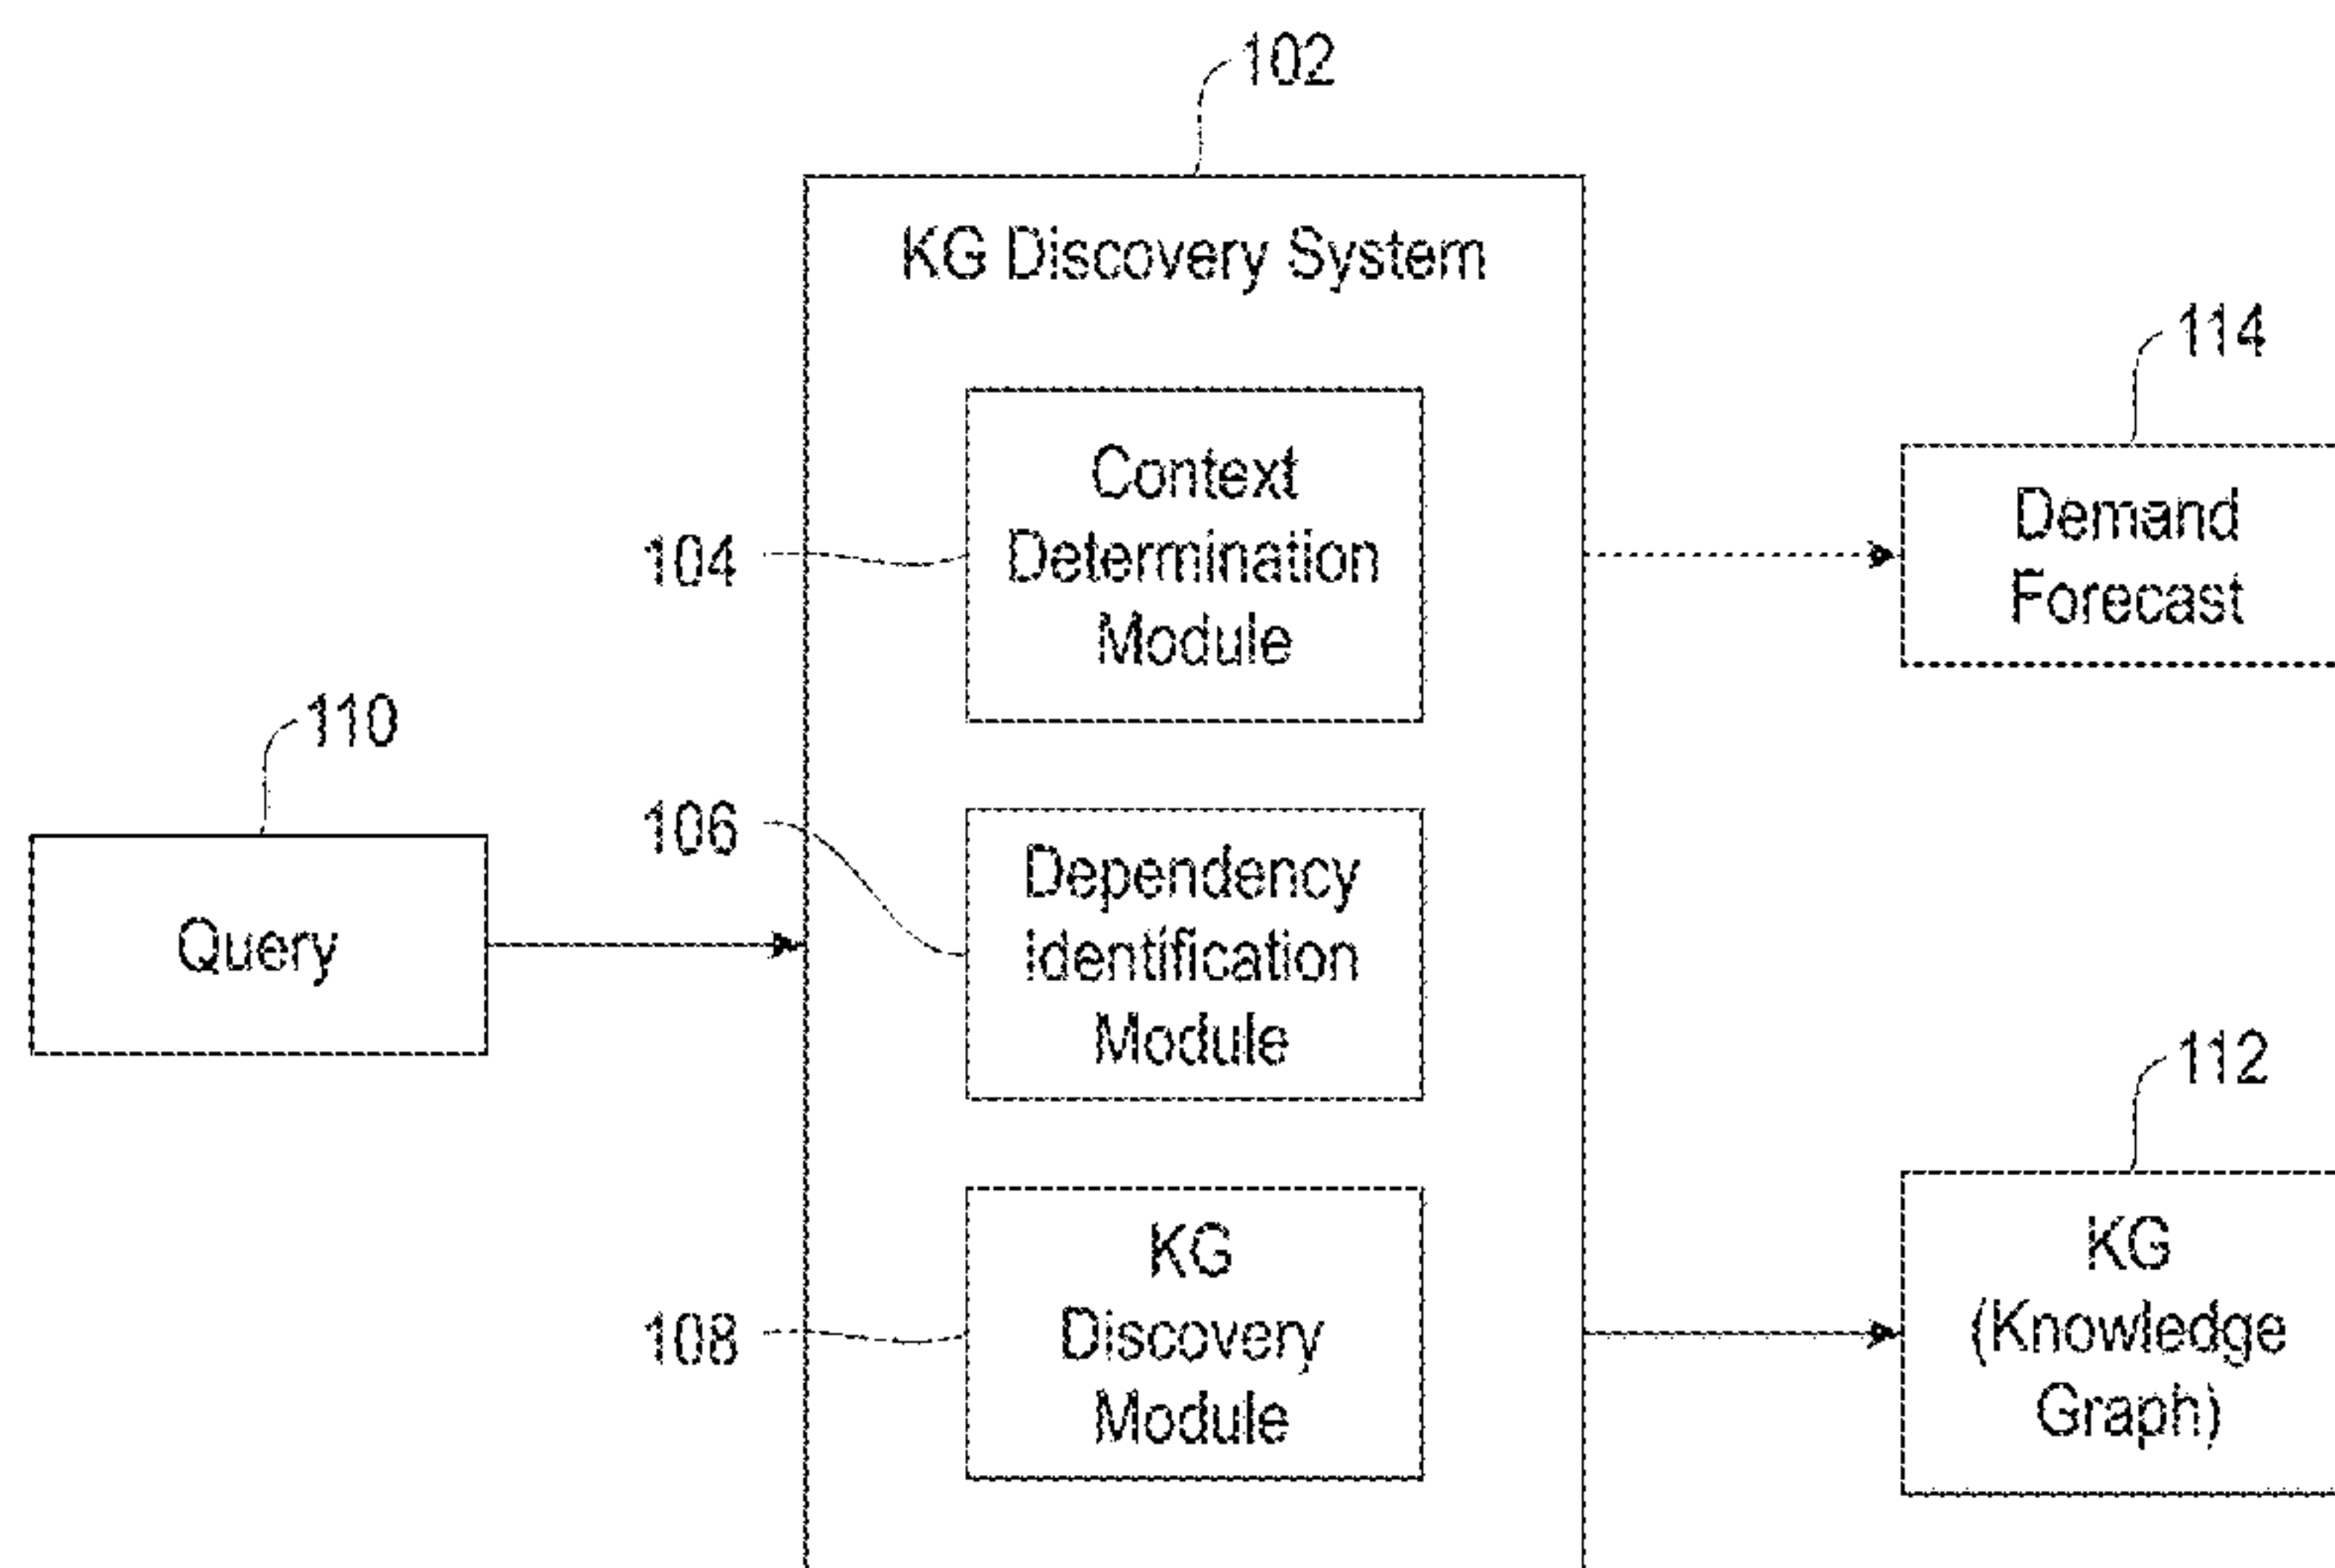 102
KG Discovery System
114
Context
Determination
Module
104
Demand
Forecast
110
Query
106
Dependency
Identification
Module
112
KG
Discovery
Module
108
KG
(Knowledge
Graph)